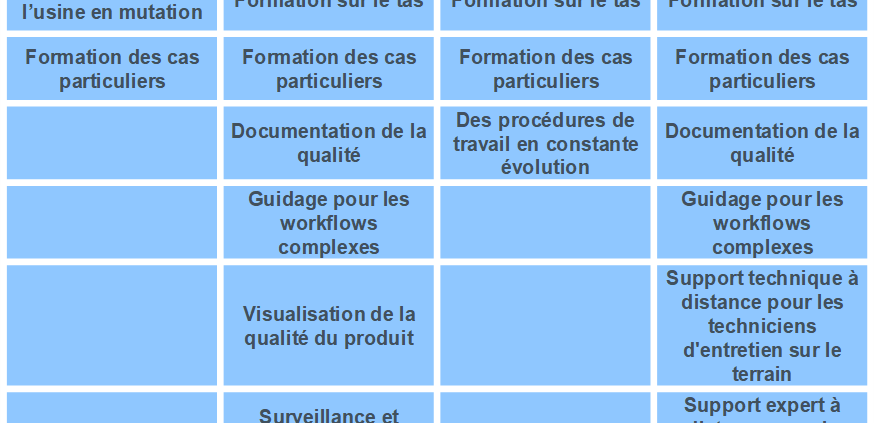 l’usine en mutation
Formation sur le tas
Formation sur le tas
Formation sur le tas
Formation des cas
particuliers
Formation des cas
particuliers
Formation des cas
particuliers
Formation des cas
particuliers
Documentation de la
qualité
Des procédures de
travail en constante
évolution
Documentation de la
qualité
Guidage pour les
workflows
complexes
Guidage pour les
workflows
complexes
Visualisation de la
qualité du produit
Support technique à
distance pour les
techniciens
d'entretien sur le
terrain
Surveillance et
Support expert à